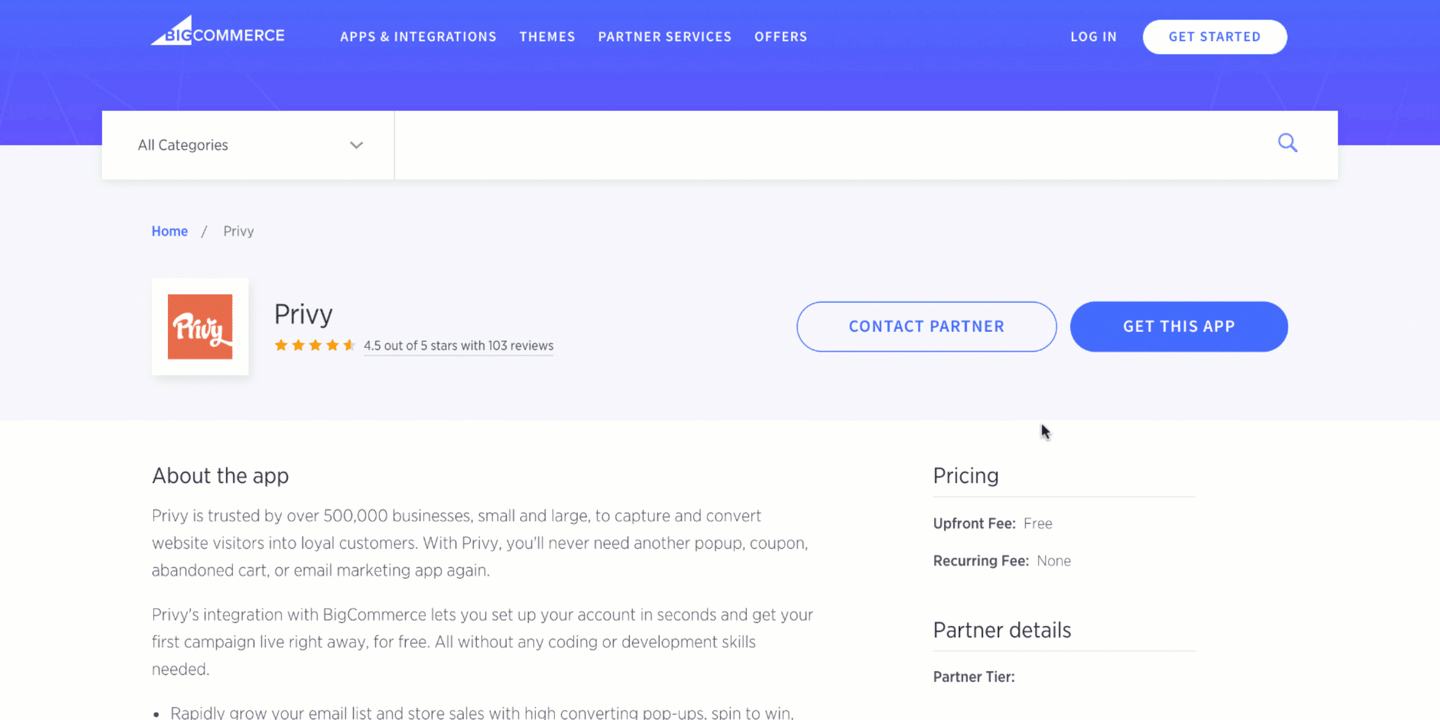 BIGCOMMERCE
APPS & INTEGRATIONS THEMES PARTNER SERVICES OFFERS LOG IN GET STARTED
All Categories
Home / Privy
Privy
Privy
4.5 out of 5 stars with 103 reviews
CONTACT PARTNER GET THIS APP
About the app
Privy is trusted by over 500,000 businesses, small and large, to capture and convert
website visitors into loyal customers. With Privy, you'll never need another popup, coupon,
abandoned cart, or email marketing app again.
Privy's integration with BigCommerce lets you set up your account in seconds and get your
first campaign live right away, for free. All without any coding or development skills
needed.
• Rapidly grow your email list and store sales with high converting pop-ups, spin to win,
Pricing
Upfront Fee: Free
Recurring Fee: None
Partner details
Partner Tier: